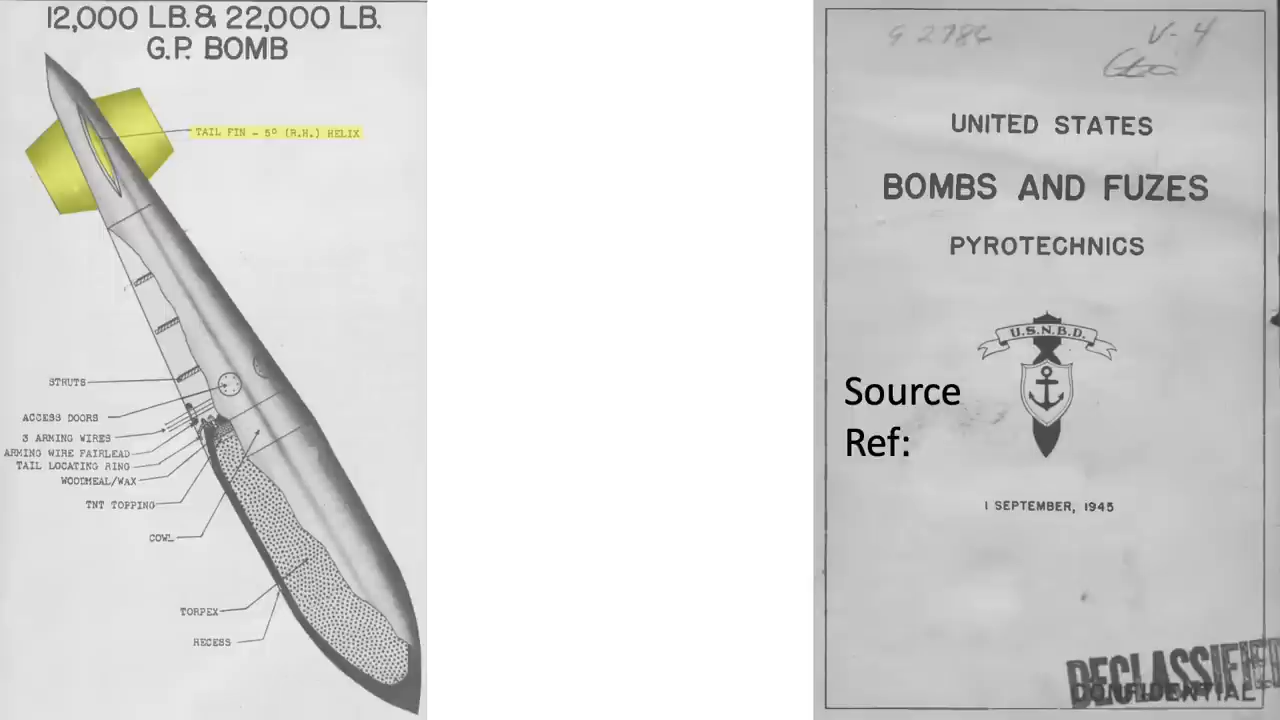 12,000 LB. & 22,000 LB.
G.P. BOMB
TAIL FIN - 5° (R.H.) HELIX
STRUTS
ACCESS DOORS
3 ARMING WIRES
ARMING WIRE FAIRLEAD
TAIL LOCATING RING
WOODMEAL/WAX
TNT TOPPING
COWL
TORPEX
RECESS
V-4
UNITED STATES
BOMBS AND FUZES
PYROTECHNICS
U.S.N.B.D.
Source
Ref:
1 SEPTEMBER, 1945
DECLASSIFIED
CONFIDENTIAL